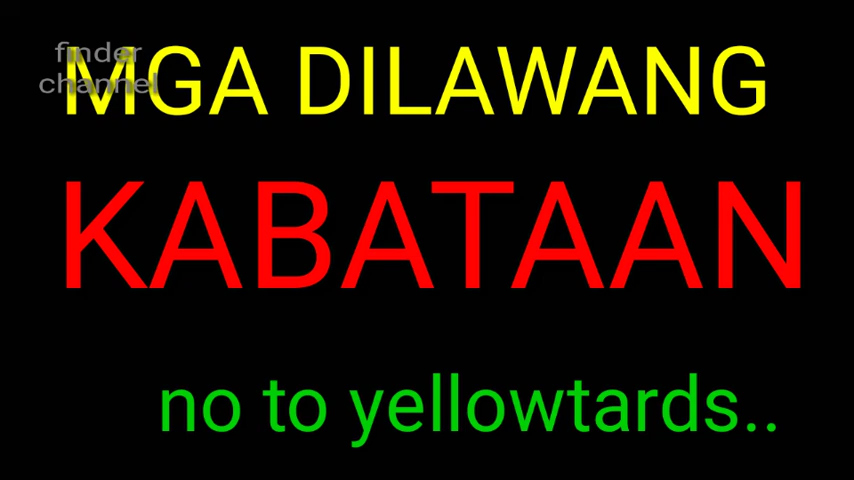 finder
channel
MGA DILAWANG
KABATAAN
no to yellowtards..